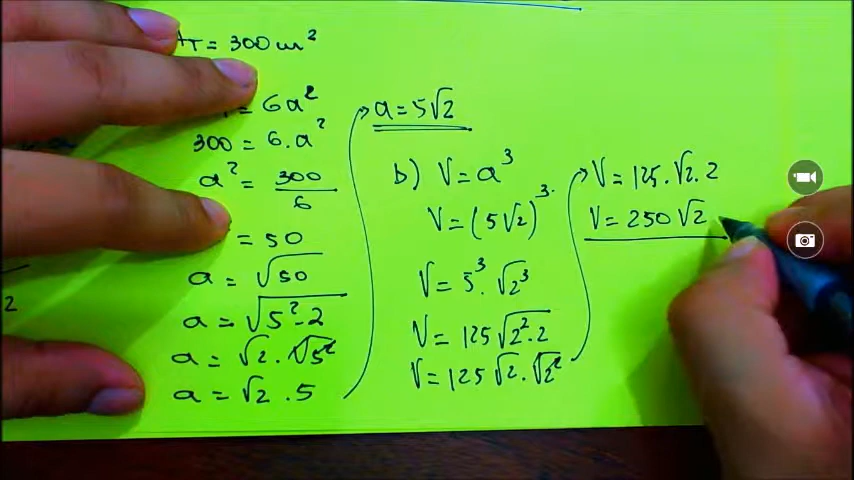 AT = 300 m²
= 6a²
300 = 6.a²
a² = 300/6
= 50
a = √50
a = √5².2
a = √2 . √5²
a = √2 . 5
a = 5√2
b) V = a³
V = (5√2)³
V = 5³ . √2³
V = 125√2².2
V = 125√2 . √2²
V = 125.√2.2
V = 250√2
2